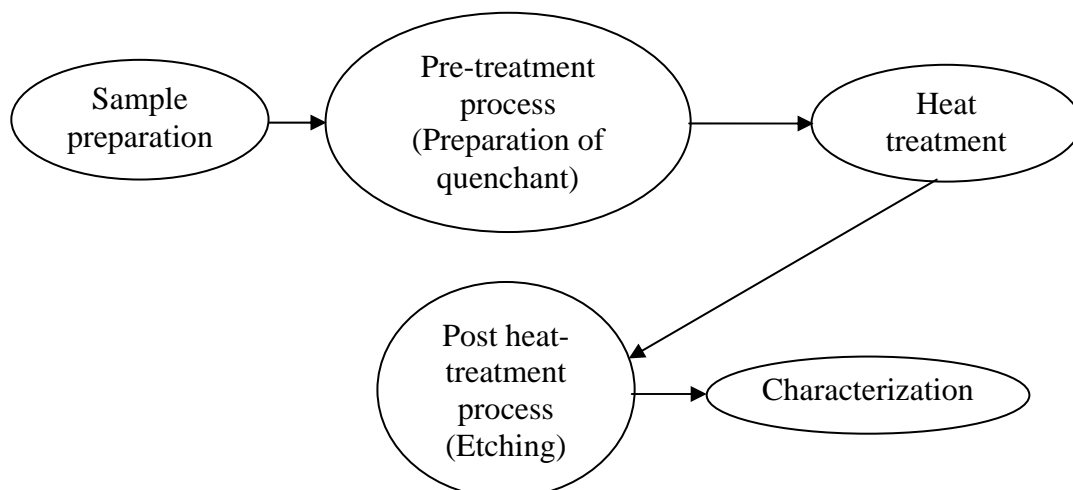 Sample
preparation
Pre-treatment
process
(Preparation of
quenchant)
Heat
treatment
Post heat-
treatment
process
(Etching)
Characterization